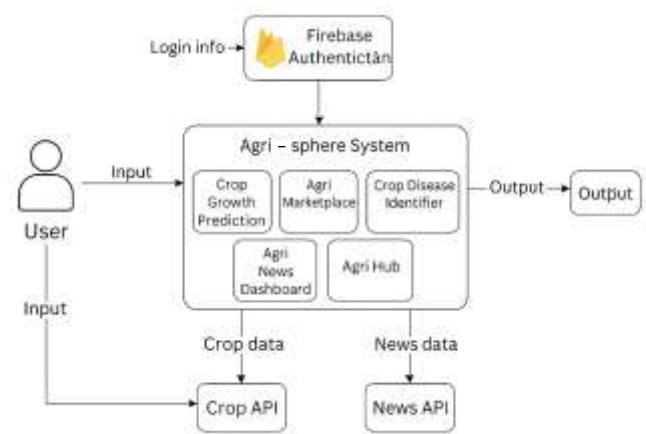 Login info
Firebase
Authentictàn
Agri – sphere System
Input
Crop
Growth
Prediction
Agri
Marketplace
Crop Disease
Identifier
Output
Output
User
Agri
News
Dashboard
Agri Hub
Input
Crop data
News data
Crop API
News API